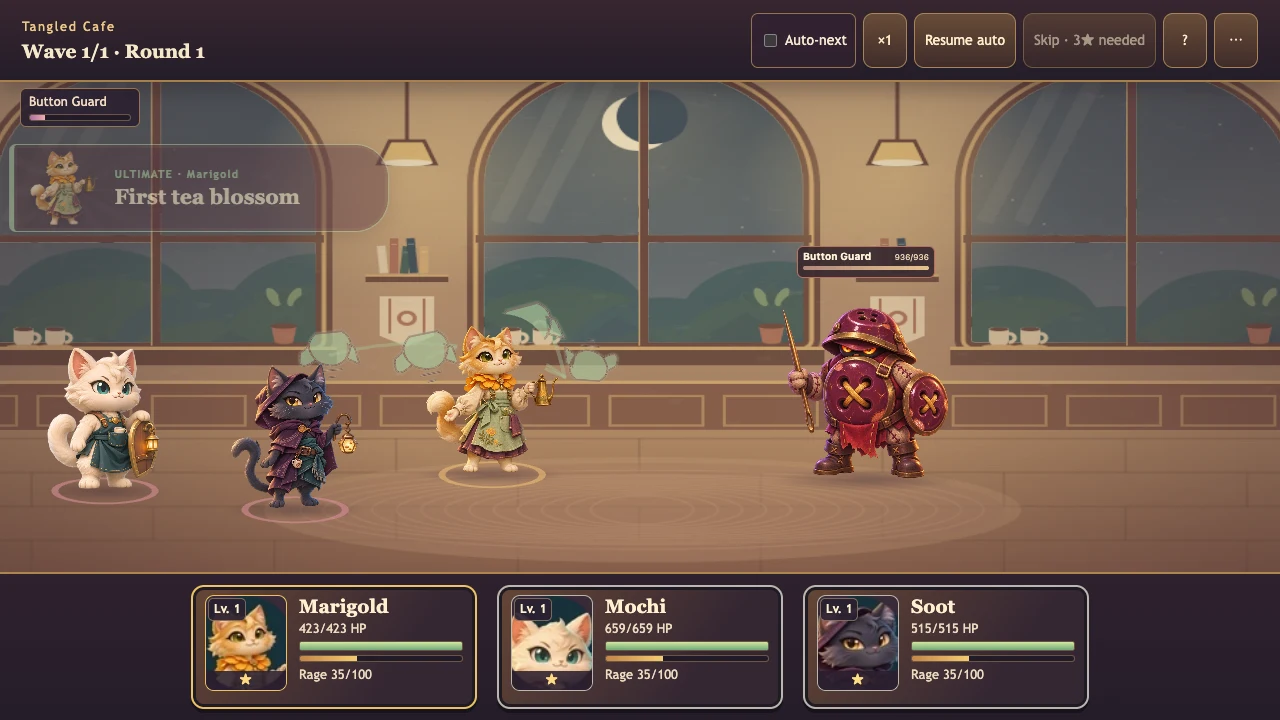 Tangled Cafe
Wave 1/1 · Round 1
Auto-next
×1
Resume auto
Skip · 3★ needed
?
···
Button Guard
ULTIMATE · Marigold
First tea blossom
Button Guard 936/936
Lv. 1
Marigold
423/423 HP
Rage 35/100
★
Lv. 1
Mochi
659/659 HP
Rage 35/100
★
Lv. 1
Soot
515/515 HP
Rage 35/100
★